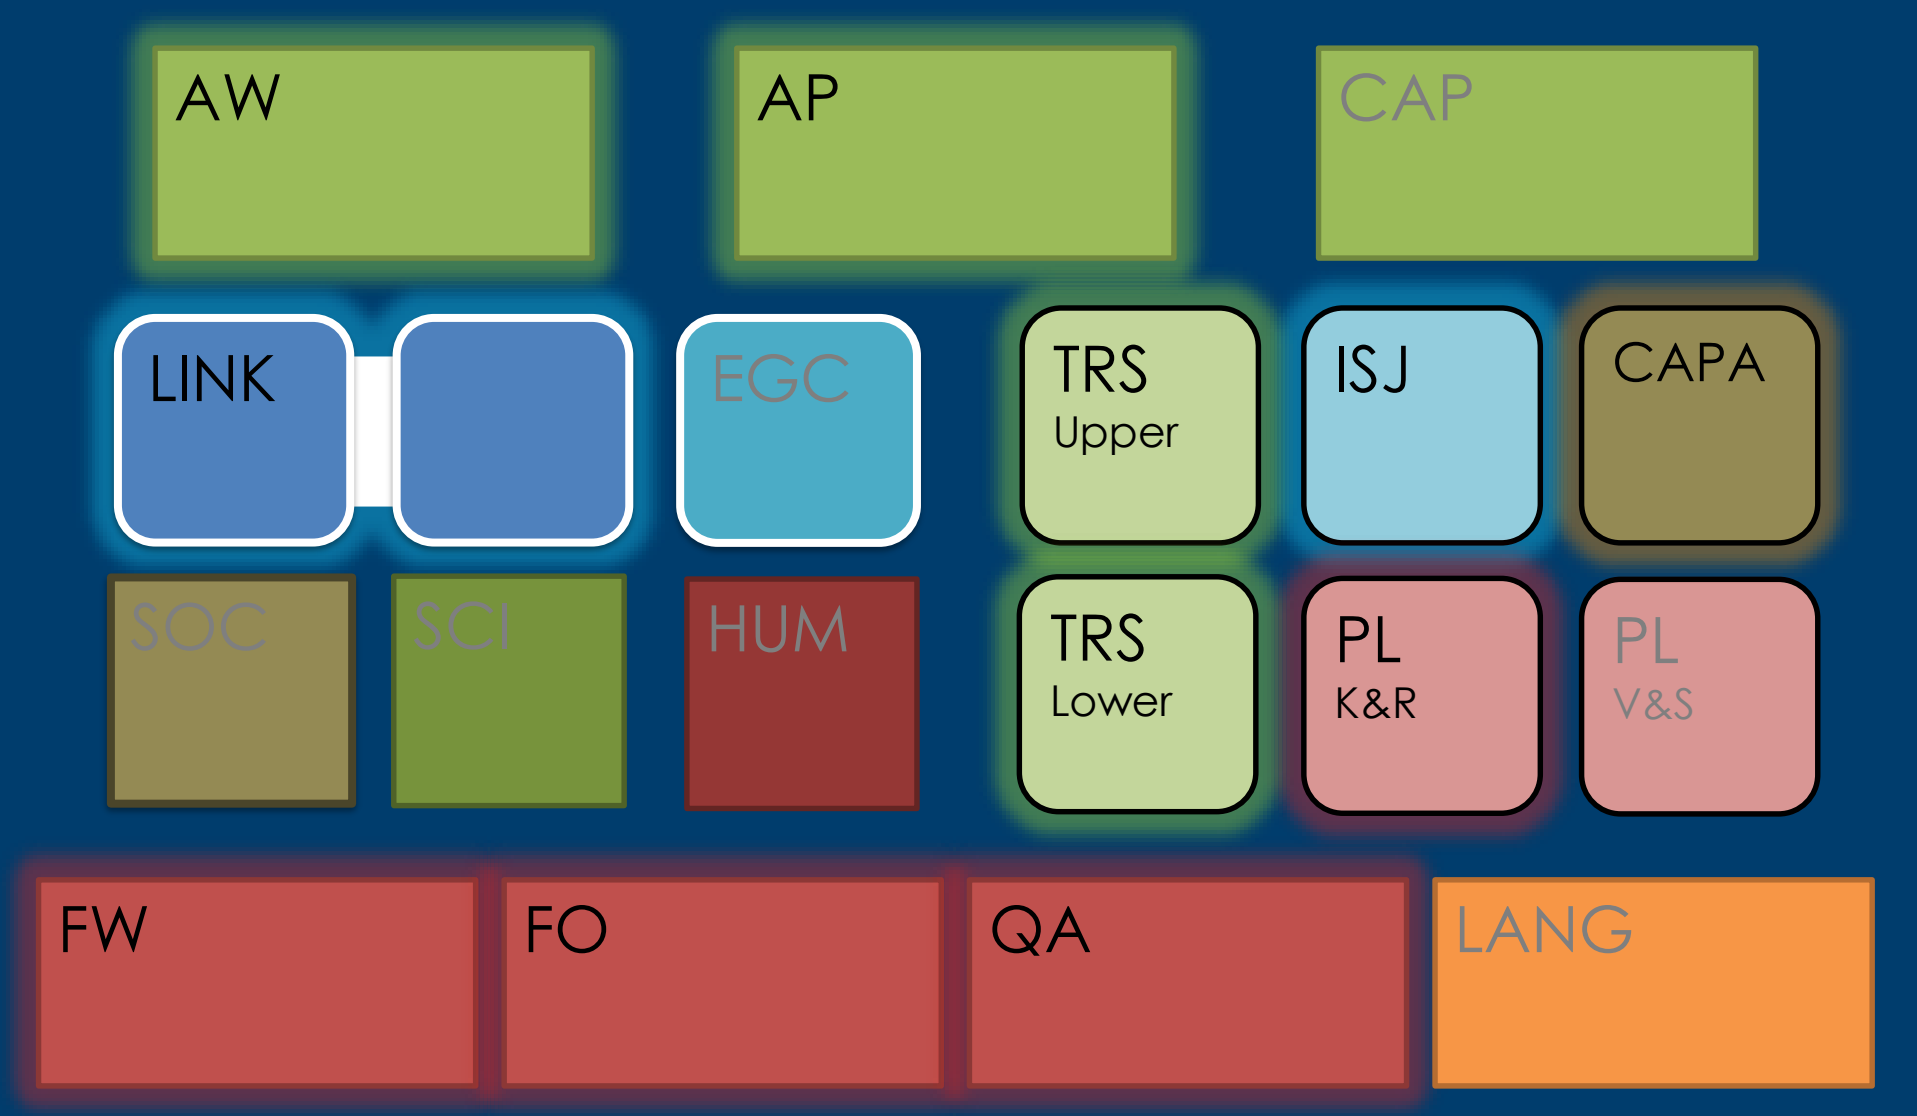 AW
AP
CAP
LINK
EGC
TRS
Upper
ISJ
CAPA
SOC
SCI
HUM
TRS
Lower
PL
K&R
PL
V&S
FW
FO
QA
LANG